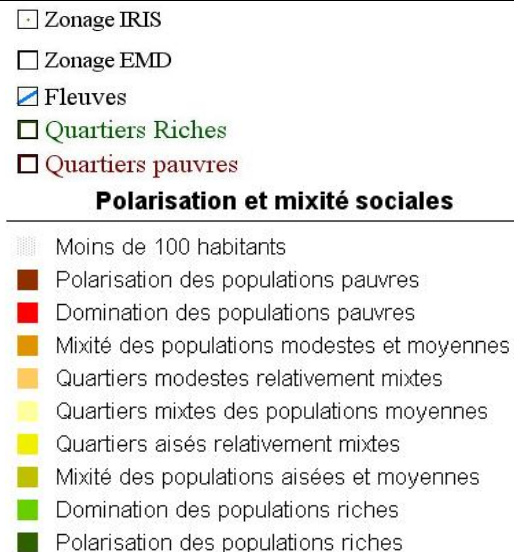 Zonage IRIS
Zonage EMD
Fleuves
Quartiers Riches
Quartiers pauvres
Polarisation et mixité sociales
Moins de 100 habitants
Polarisation des populations pauvres
Domination des populations pauvres
Mixité des populations modestes et moyennes
Quartiers modestes relativement mixtes
Quartiers mixtes des populations moyennes
Quartiers aisés relativement mixtes
Mixité des populations aisées et moyennes
Domination des populations riches
Polarisation des populations riches